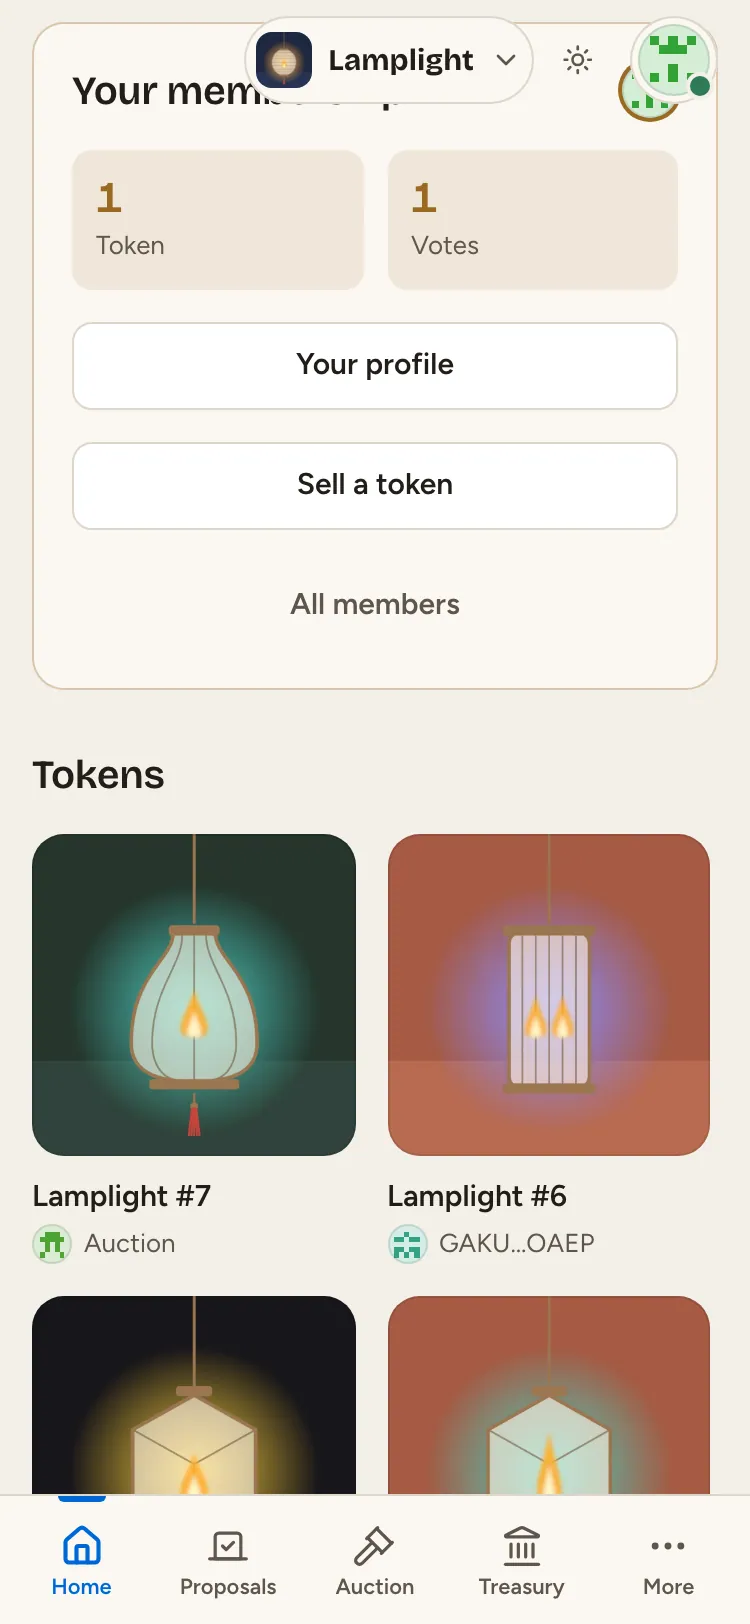 Lamplight
Your
1
Token
1
Votes
Your profile
Sell a token
All members
Tokens
Lamplight #7
Auction
Lamplight #6
GAKU...OAEP
Home
Proposals
Auction
Treasury
More